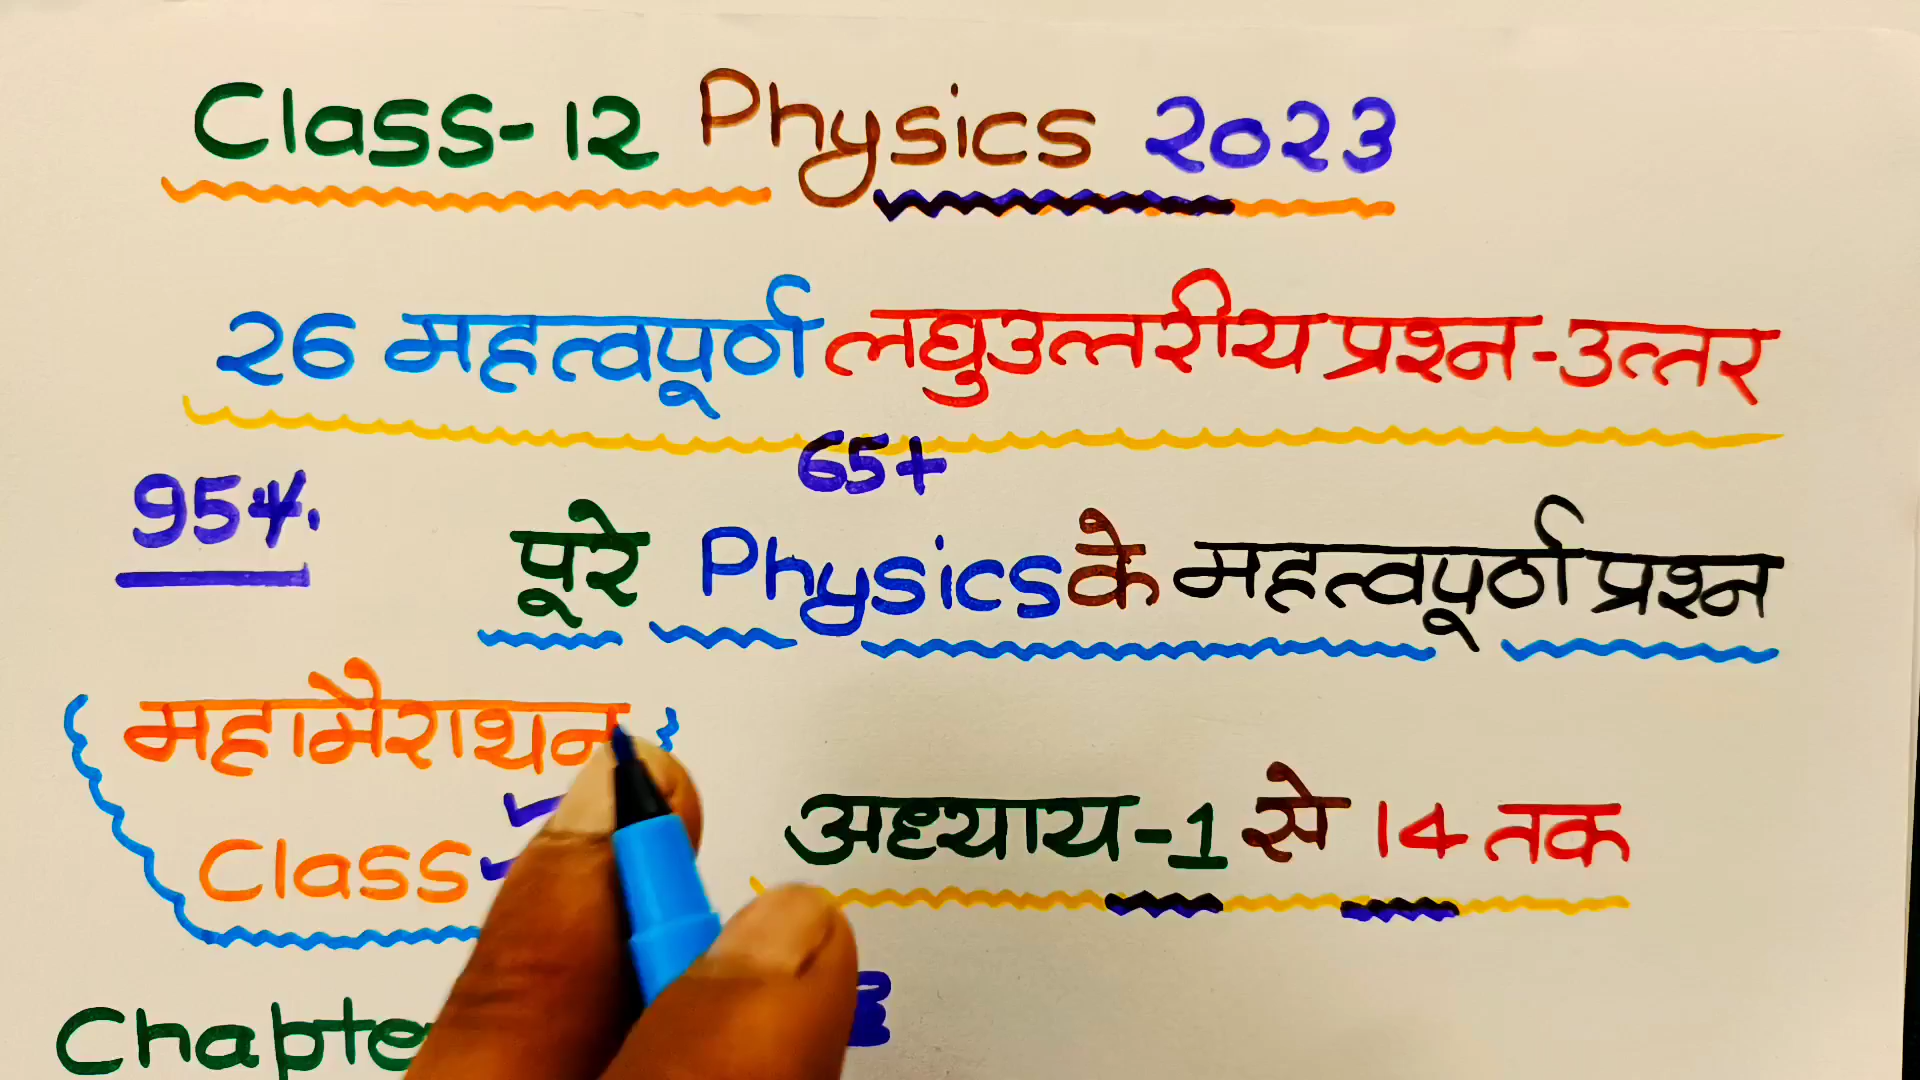 Class-12 Physics 2023
26 महत्वपूर्ण लघुउत्तरीय प्रश्न-उत्तर
65+
95+%.
पूरे Physics के महत्वपूर्ण प्रश्न
महामैराथन
अध्याय-1 से 14 तक
Class-